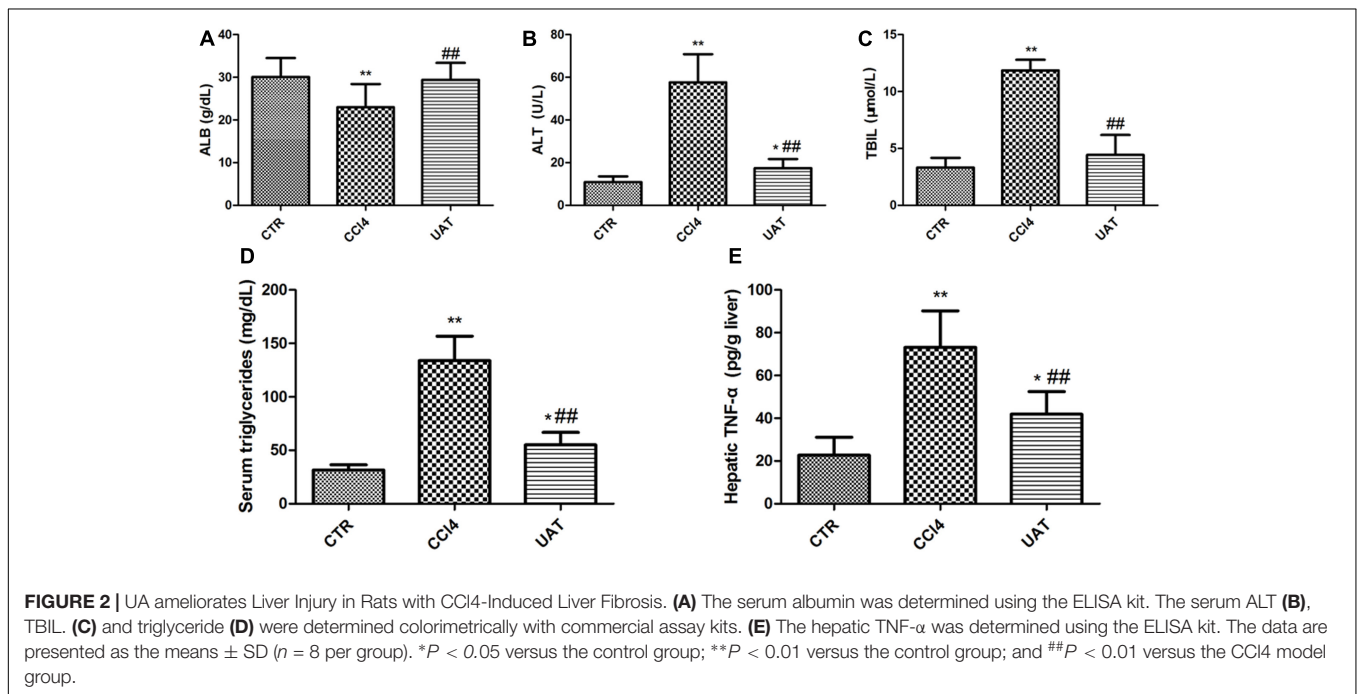 A
ALB (g/dL)
40
30
20
10
0
**
##
CTR
CCl4
UAT
B
ALT (U/L)
80
60
40
20
0
**
* ##
CTR
CCl4
UAT
C
TBIL (μmol/L)
15
10
5
0
**
##
CTR
CCl4
UAT
D
Serum triglycerides (mg/dL)
200
150
100
50
0
**
* ##
CTR
CCl4
UAT
E
Hepatic TNF-α (pg/g liver)
100
80
60
40
20
0
**
* ##
CTR
CCl4
UAT
FIGURE 2 | UA ameliorates Liver Injury in Rats with CCl4-Induced Liver Fibrosis. (A) The serum albumin was determined using the ELISA kit. The serum ALT (B),
TBIL. (C) and triglyceride (D) were determined colorimetrically with commercial assay kits. (E) The hepatic TNF-α was determined using the ELISA kit. The data are
presented as the means ± SD (n = 8 per group). *P < 0.05 versus the control group; **P < 0.01 versus the control group; and ##P < 0.01 versus the CCl4 model
group.